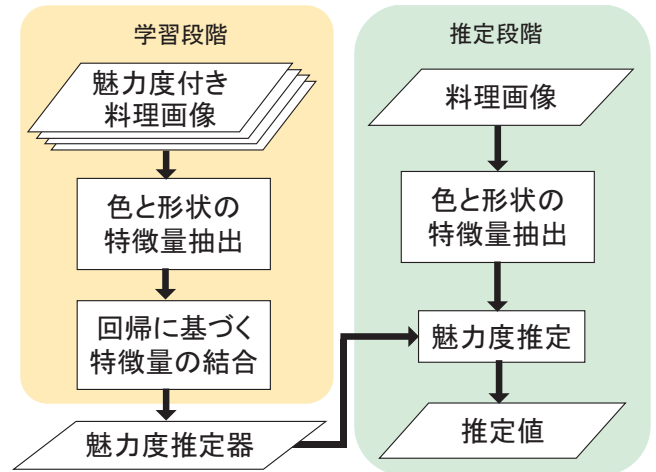 学習段階
魅力度付き
料理画像
色と形状の
特徴量抽出
回帰に基づく
特徴量の結合
魅力度推定器
推定段階
料理画像
色と形状の
特徴量抽出
魅力度推定
推定値